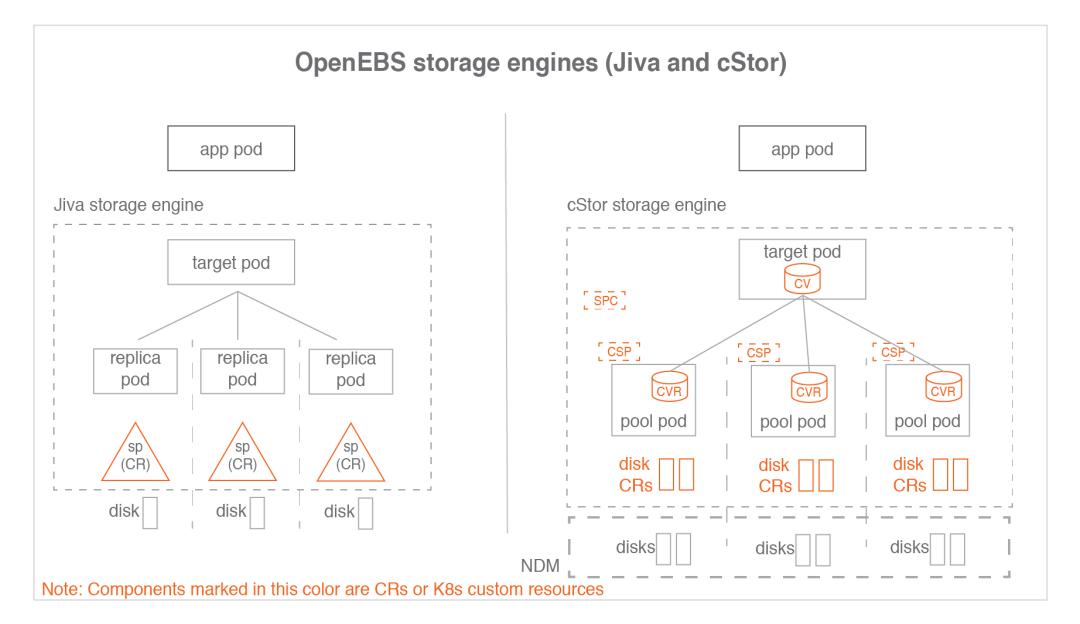 OpenEBS storage engines (Jiva and cStor)
app pod
Jiva storage engine
target pod
replica
pod
replica
pod
replica
pod
sp
(CR)
sp
(CR)
sp
(CR)
disk
disk
disk
app pod
cStor storage engine
target pod
CV
SPC
CSP
CSP
CSP
CVR
pool pod
CVR
pool pod
CVR
pool pod
disk
CRs
disk
CRs
disk
CRs
disks
disks
disks
NDM
Note: Components marked in this color are CRs or K8s custom resources